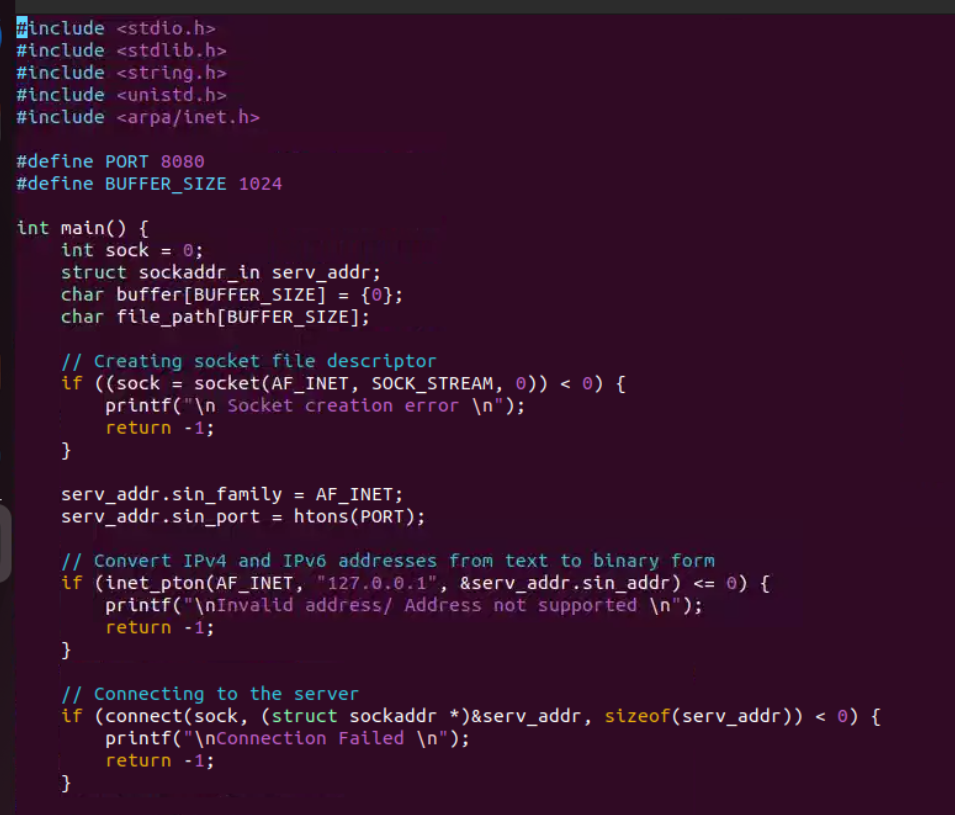 #include <stdio.h>
#include <stdlib.h>
#include <string.h>
#include <unistd.h>
#include <arpa/inet.h>

#define PORT 8080
#define BUFFER_SIZE 1024

int main() {
    int sock = 0;
    struct sockaddr_in serv_addr;
    char buffer[BUFFER_SIZE] = {0};
    char file_path[BUFFER_SIZE];

    // Creating socket file descriptor
    if ((sock = socket(AF_INET, SOCK_STREAM, 0)) < 0) {
        printf("\n Socket creation error \n");
        return -1;
    }

    serv_addr.sin_family = AF_INET;
    serv_addr.sin_port = htons(PORT);

    // Convert IPv4 and IPv6 addresses from text to binary form
    if (inet_pton(AF_INET, "127.0.0.1", &serv_addr.sin_addr) <= 0) {
        printf("\nInvalid address/ Address not supported \n");
        return -1;
    }

    // Connecting to the server
    if (connect(sock, (struct sockaddr *)&serv_addr, sizeof(serv_addr)) < 0) {
        printf("\nConnection Failed \n");
        return -1;
    }